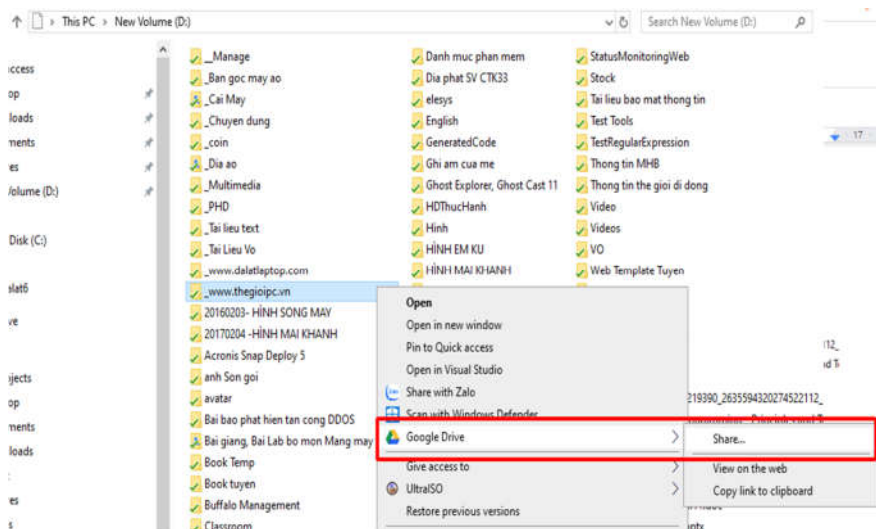 This PC > New Volume (D:)
Search New Volume (D:)
ccess
op
loads
ments
es
/olume (D:)
Disk (C:)
alat6
ve
ojects
op
ments
loads
es
s
__Manage
_Ban goc may ao
_Cai May
_Chuyen dung
_coin
_Dia ao
_Multimedia
_PHD
_Tai lieu text
_Tai Lieu Vo
_www.dalatlaptop.com
_www.thegioipc.vn
20160203- HÌNH SONG MAY
20170204 -HÌNH MAI KHANH
Acronis Snap Deploy 5
anh Son goi
avatar
Bai bao phat hien tan cong DDOS
Bai giang, Bai Lab bo mon Mang may
Book Temp
Book tuyen
Buffalo Management
Classroom
Danh muc phan mem
Dia phat SV CTK33
elesys
English
GeneratedCode
Ghi am cua me
Ghost Explorer, Ghost Cast 11
HDThucHanh
Hinh
HÌNH EM KU
HÌNH MAI KHANH
StatusMonitoringWeb
Stock
Tai lieu bao mat thong tin
Test Tools
TestRegularExpression
Thong tin MHB
Thong tin the gioi di dong
Video
Videos
VO
Web Template Tuyen
17
Open
Open in new window
Pin to Quick access
Open in Visual Studio
Share with Zalo
Scan with Windows Defender
Google Drive
Give access to
UltraISO
Restore previous versions
112_
219390_2635594320274522112_
Share...
View on the web
Copy link to clipboard